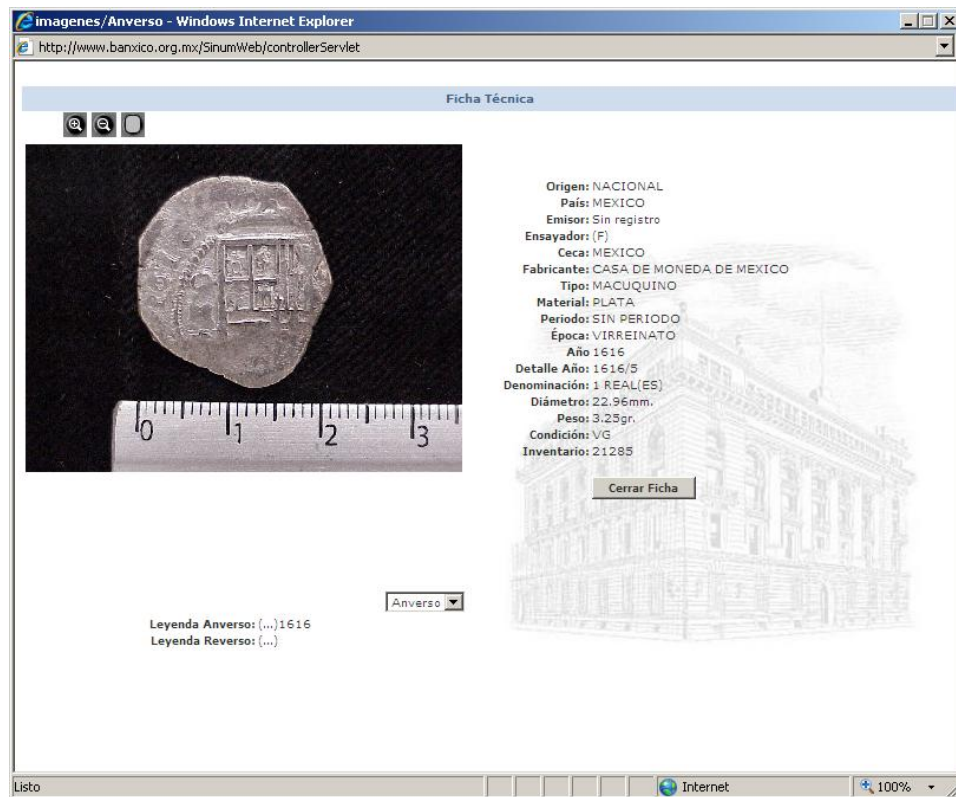 imagenes/Anverso - Windows Internet Explorer
http://www.banxico.org.mx/SinumWeb/controllerServlet
Ficha Técnica
Origen: NACIONAL
País: MEXICO
Emisor: Sin registro
Ensayador: (F)
Ceca: MEXICO
Fabricante: CASA DE MONEDA DE MEXICO
Tipo: MACUQUINO
Material: PLATA
Periodo: SIN PERIODO
Época: VIRREINATO
Año 1616
Detalle Año: 1616/5
Denominación: 1 REAL(ES)
Diámetro: 22.96mm.
Peso: 3.25gr.
Condición: VG
Inventario: 21285
Cerrar Ficha
0 1 2 3
Anverso
Leyenda Anverso: (...)1616
Leyenda Reverso: (...)
Listo
Internet
100%